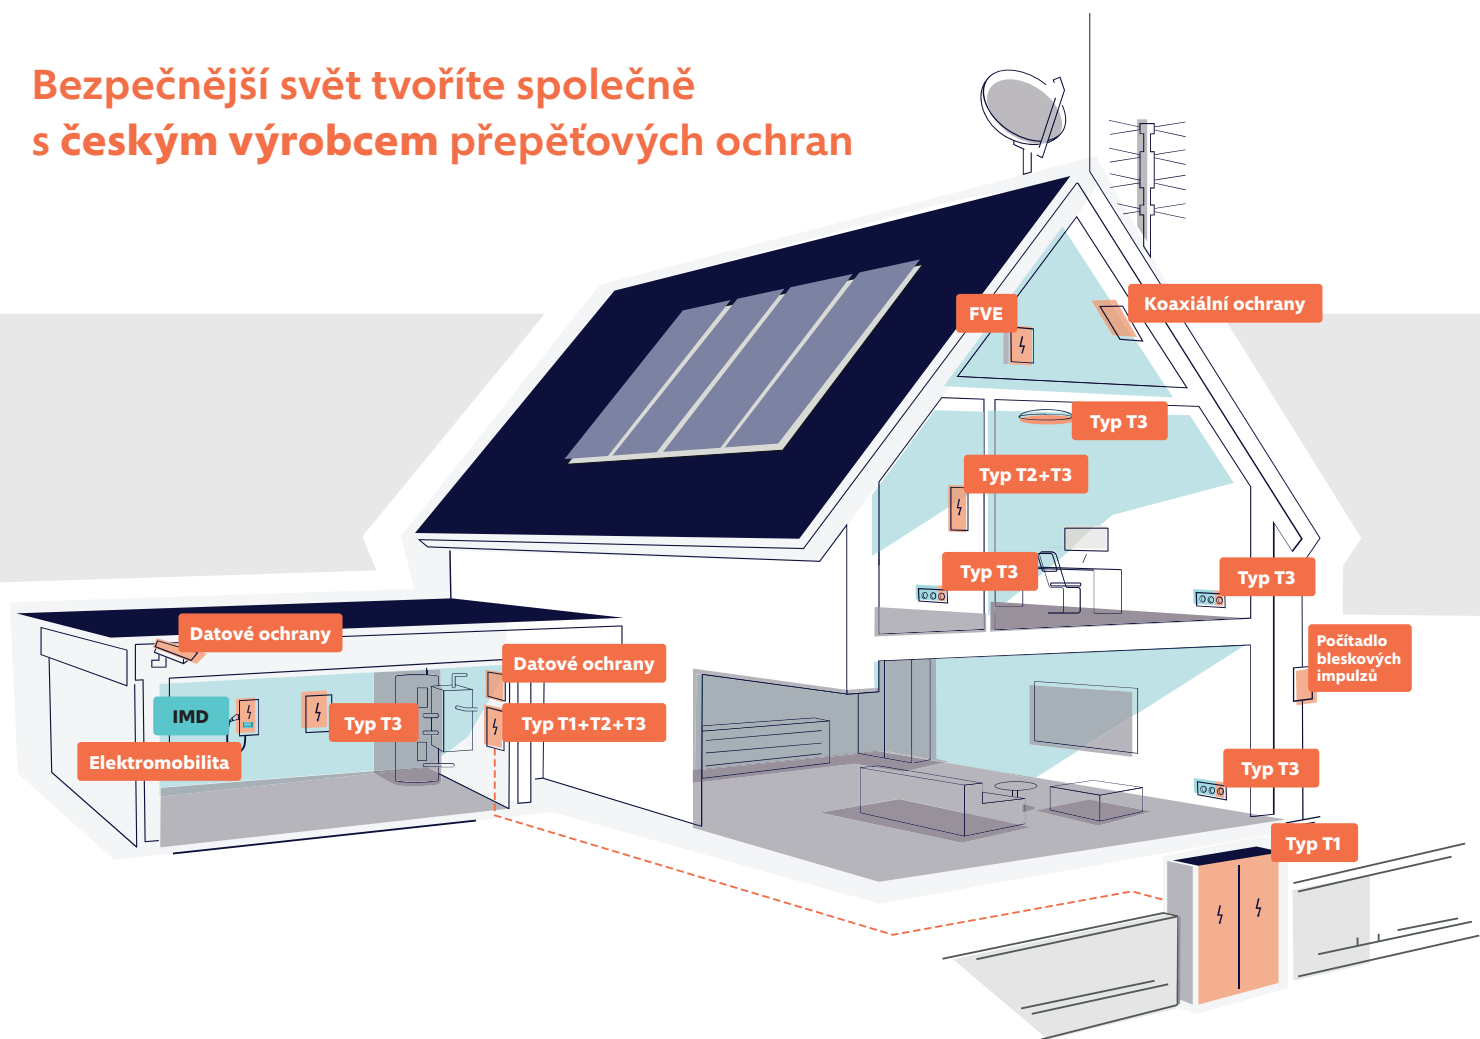 Bezpečnější svět tvoříte společně
s českým výrobcem přepěťových ochran
Koaxiální ochrany
FVE
Typ T3
Typ T2+T3
Typ T3
Typ T3
Datové ochrany
Počítadlo
bleskových
impulzů
Datové ochrany
IMD
Typ T3
Typ T1+T2+T3
Elektromobilita
Typ T3
Typ T1